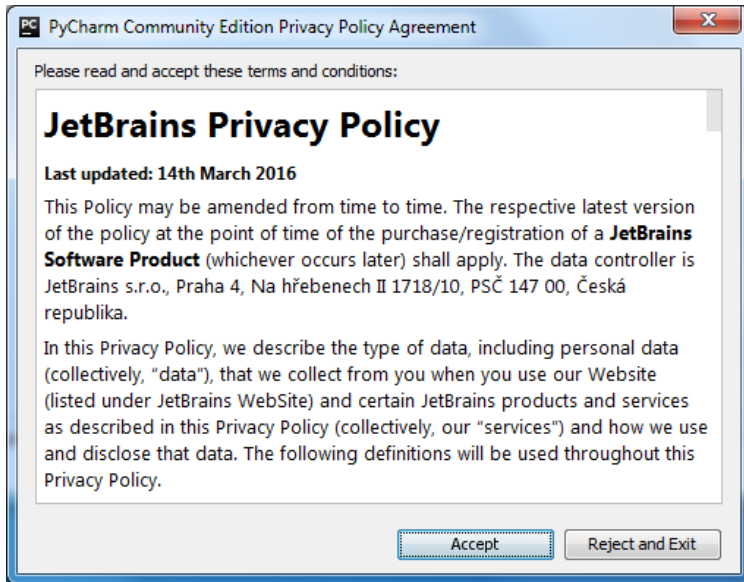 PC PyCharm Community Edition Privacy Policy Agreement
Please read and accept these terms and conditions:
JetBrains Privacy Policy
Last updated: 14th March 2016
This Policy may be amended from time to time. The respective latest version
of the policy at the point of time of the purchase/registration of a JetBrains
Software Product (whichever occurs later) shall apply. The data controller is
JetBrains s.r.o., Praha 4, Na hřebenech II 1718/10, PSČ 147 00, Česká
republika.
In this Privacy Policy, we describe the type of data, including personal data
(collectively, “data”), that we collect from you when you use our Website
(listed under JetBrains WebSite) and certain JetBrains products and services
as described in this Privacy Policy (collectively, our “services”) and how we use
and disclose that data. The following definitions will be used throughout this
Privacy Policy.
Accept Reject and Exit